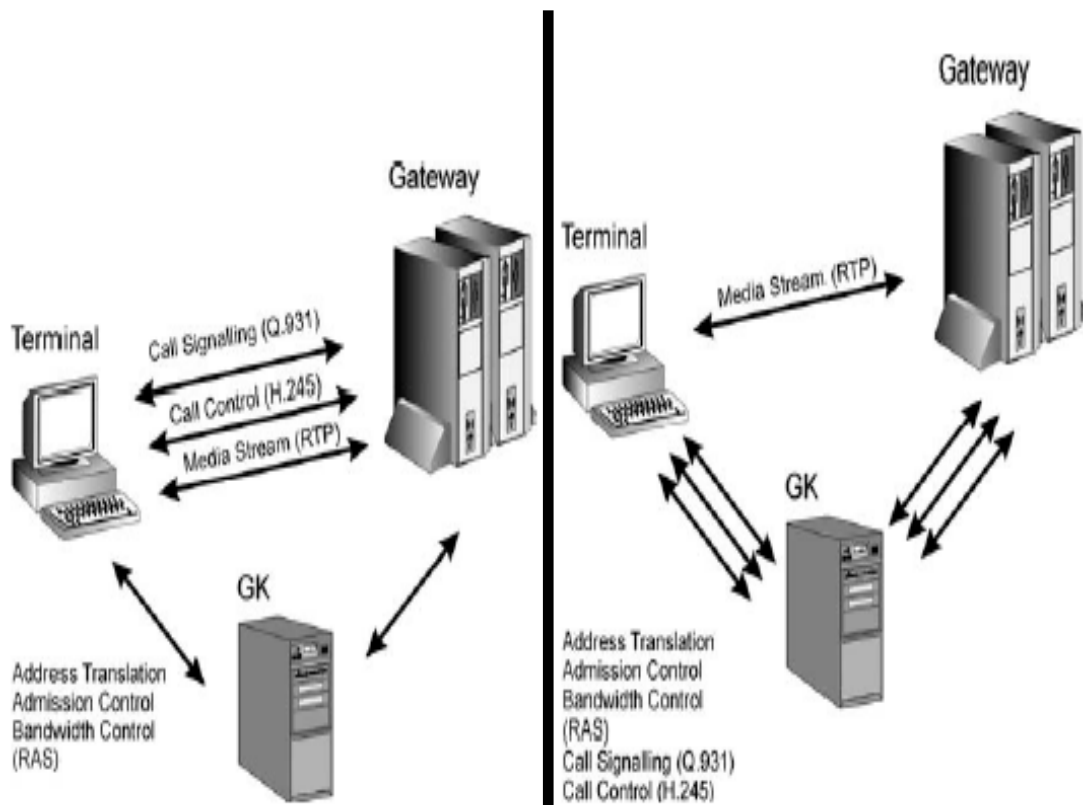 Gateway
Terminal
Call Signalling (Q.931)
Call Control (H.245)
Media Stream (RTP)
GK
Address Translation
Admission Control
Bandwidth Control
(RAS)
Gateway
Terminal
Media Stream (RTP)
GK
Address Translation
Admission Control
Bandwidth Control
(RAS)
Call Signalling (Q.931)
Call Control (H.245)